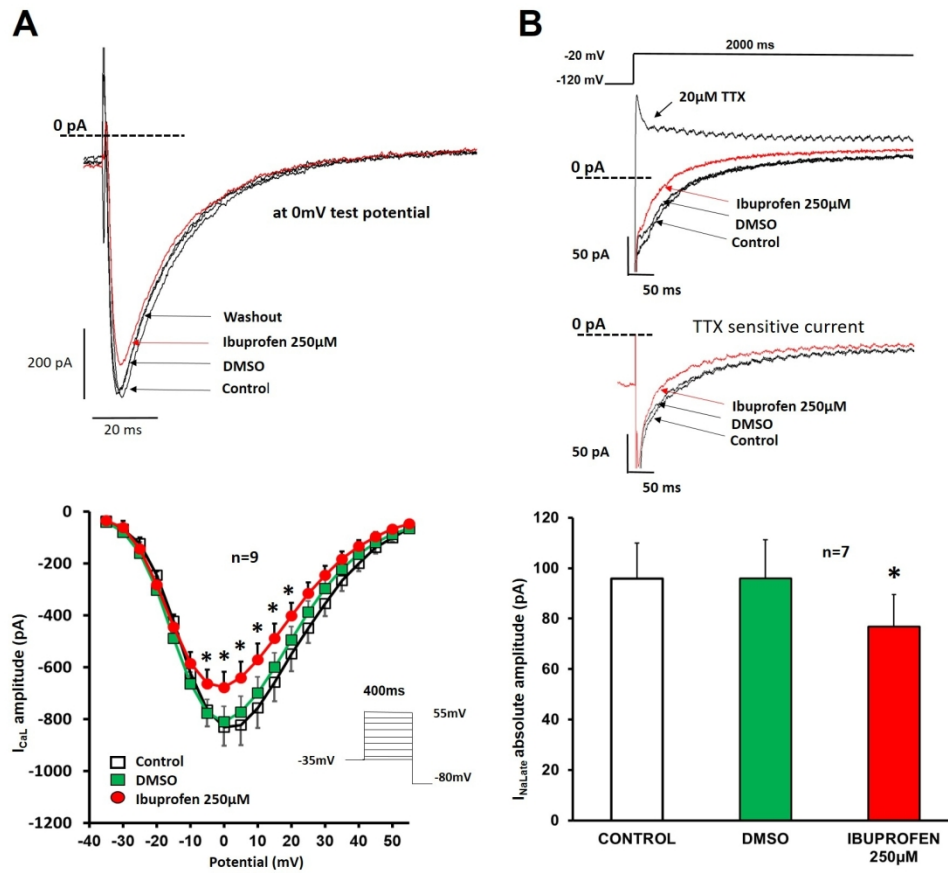 A
0 pA
at 0mV test potential
Washout
Ibuprofen 250µM
DMSO
Control
200 pA
20 ms
0
-200
-400
-600
-800
-1000
-1200
I CaL amplitude (pA)
n=9
* * * * * *
Control
DMSO
Ibuprofen 250µM
400ms
55mV
-35mV
-80mV
-40 -30 -20 -10 0 10 20 30 40 50
Potential (mV)
B
2000 ms
-20 mV
-120 mV
20µM TTX
0 pA
Ibuprofen 250µM
DMSO
Control
50 pA
50 ms
0 pA
TTX sensitive current
Ibuprofen 250µM
DMSO
Control
50 pA
50 ms
120
100
80
60
40
20
0
I NaLate absolute amplitude (pA)
n=7
*
CONTROL DMSO IBUPROFEN
250µM